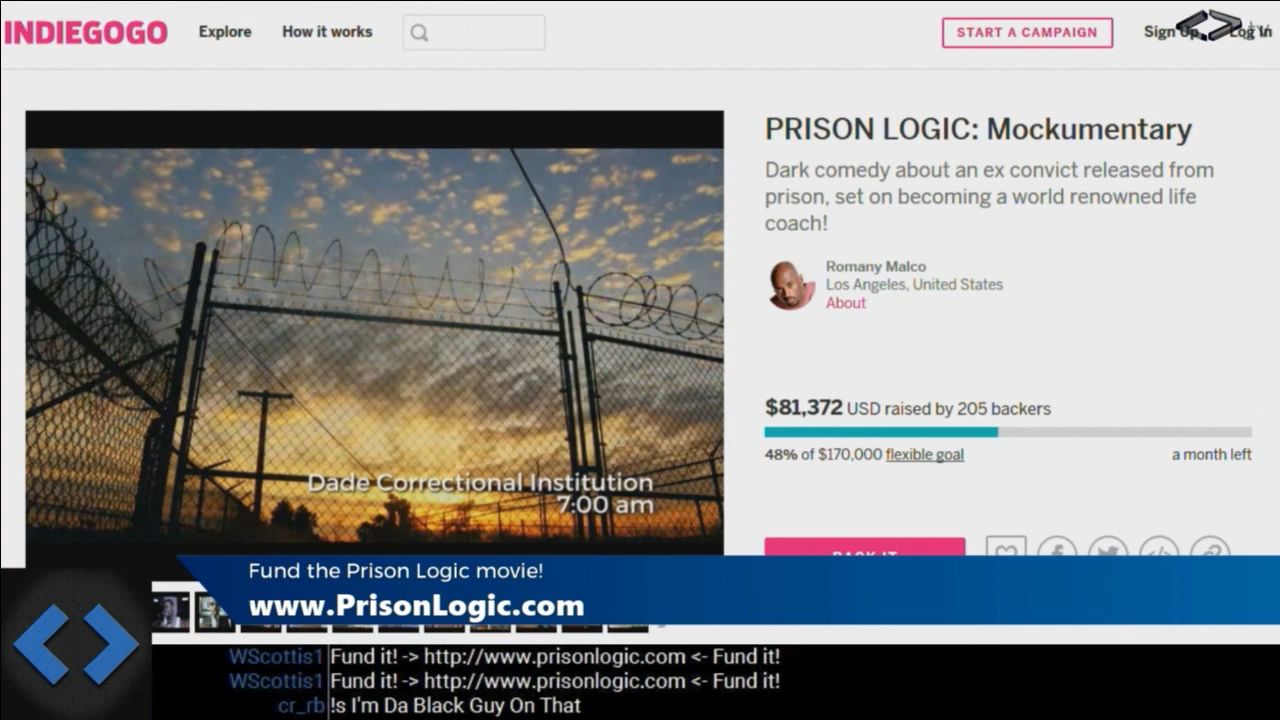 INDIEGOGO Explore How it works START A CAMPAIGN Sign Up Log In
PRISON LOGIC: Mockumentary
Dark comedy about an ex convict released from
prison, set on becoming a world renowned life
coach!
Romany Malco
Los Angeles, United States
About
$81,372 USD raised by 205 backers
48% of $170,000 flexible goal a month left
Dade Correctional Institution
7:00 am
BACK IT
Fund the Prison Logic movie!
www.PrisonLogic.com
WScottis1 Fund it! -> http://www.prisonlogic.com <- Fund it!
WScottis1 Fund it! -> http://www.prisonlogic.com <- Fund it!
cr_rb !s I'm Da Black Guy On That